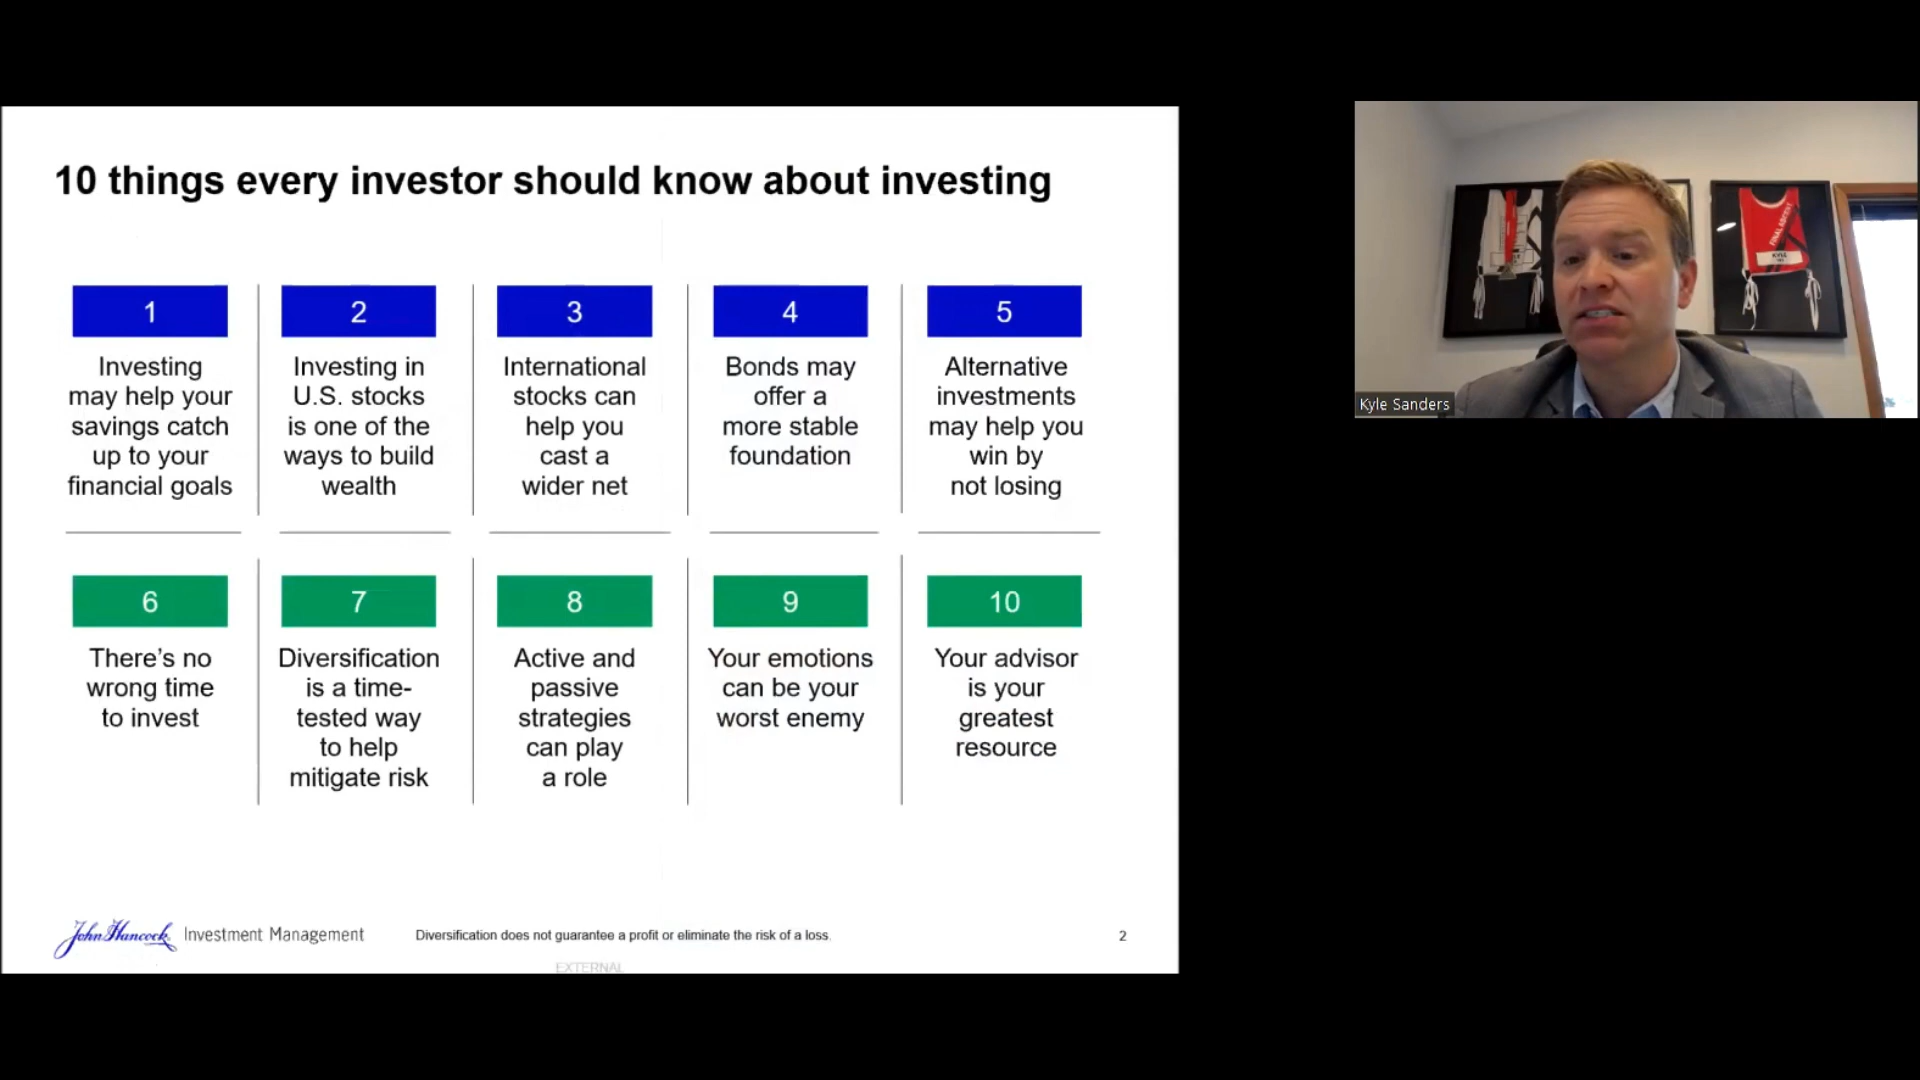 10 things every investor should know about investing
1
2
3
4
5
Investing
may help your
savings catch
up to your
financial goals
Investing in
U.S. stocks
is one of the
ways to build
wealth
International
stocks can
help you
cast a
wider net
Bonds may
offer a
more stable
foundation
Alternative
investments
may help you
win by
not losing
6
7
8
9
10
There’s no
wrong time
to invest
Diversification
is a time-
tested way
to help
mitigate risk
Active and
passive
strategies
can play
a role
Your emotions
can be your
worst enemy
Your advisor
is your
greatest
resource
John Hancock Investment Management
Diversification does not guarantee a profit or eliminate the risk of a loss.
2
EXTERNAL
FINAL ASCENT
KYLE
Kyle Sanders